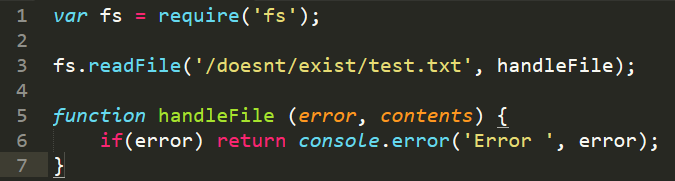 1 var fs = require('fs');
2
3 fs.readFile('/doesnt/exist/test.txt', handleFile);
4
5 function handleFile (error, contents) {
6     if(error) return console.error('Error ', error);
7 }